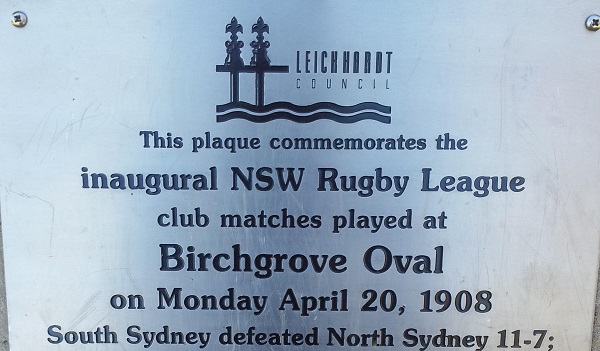 LEICHHARDT
COUNCIL
This plaque commemorates the
inaugural NSW Rugby League
club matches played at
Birchgrove Oval
on Monday April 20, 1908
South Sydney defeated North Sydney 11-7;